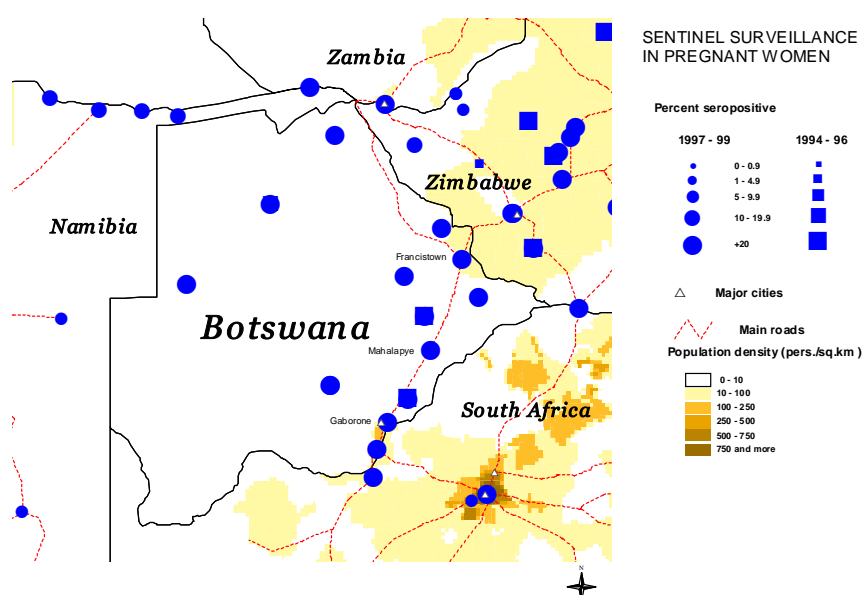 SENTINEL SURVEILLANCE
IN PREGNANT WOMEN
Percent seropositive
1997 - 99
1994 - 96
0 - 0.9
1 - 4.9
5 - 9.9
10 - 19.9
+20
Major cities
Main roads
Population density (pers./sq.km )
0 - 10
10 - 100
100 - 250
250 - 500
500 - 750
750 and more
Zambia
Zimbabwe
Namibia
Francistown
Botswana
Mahalapye
South Africa
Gaborone
N